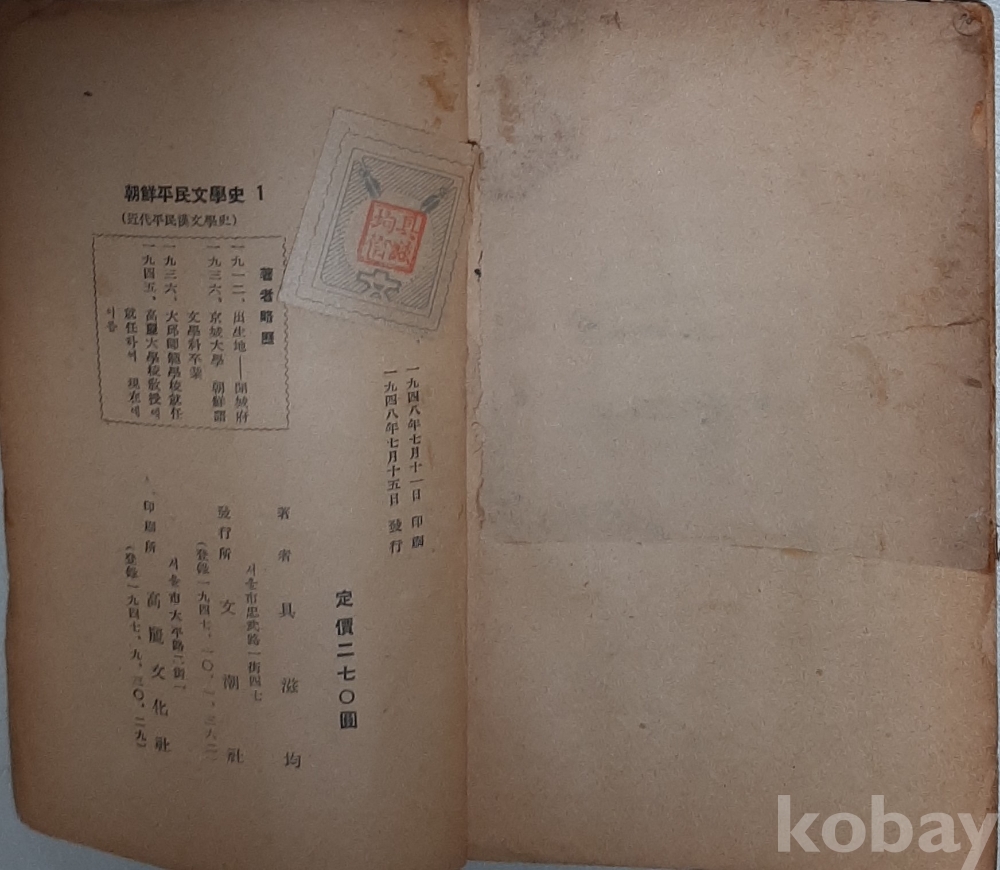 朝鮮平民文學史 1
(近代平民漢文學史)
著者略歷
一九一二、出生地——開城府
一九三六、京城大學 朝鮮語
文學科卒業
一九三六、大邱師範學校就任
一九四五、高麗大學校敎授에
就任하여 現在에
이름
具滋均信
一九四八年七月十一日 印刷
一九四八年七月十五日 發行
定價二七〇圓
著者 具滋均
서울市忠武路一街四七
發行所 文潮社
(登錄一九四七、一〇、一、三八二)
서울市太平路二街一
印刷所 高麗文化社
(登錄一九四七、九、三〇、二九)
kobay